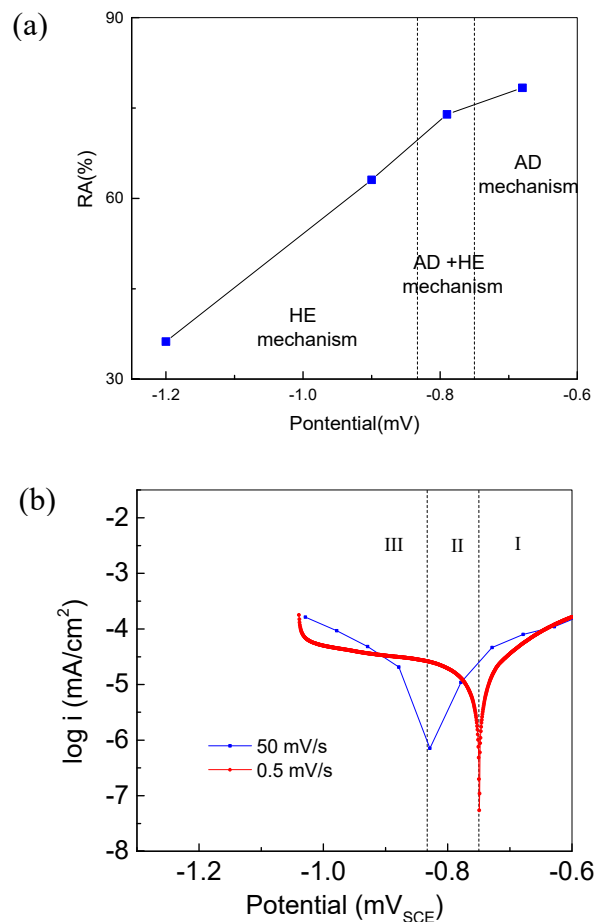 (a)
90
60
30
RA(%)
AD
mechanism
AD +HE
mechanism
HE
mechanism
-1.2
-1.0
-0.8
-0.6
Pontential(mV)
(b)
-2
-3
-4
-5
-6
-7
-8
log i (mA/cm²)
III
II
I
50 mV/s
0.5 mV/s
-1.2
-1.0
-0.8
-0.6
Potential (mV_SCE)